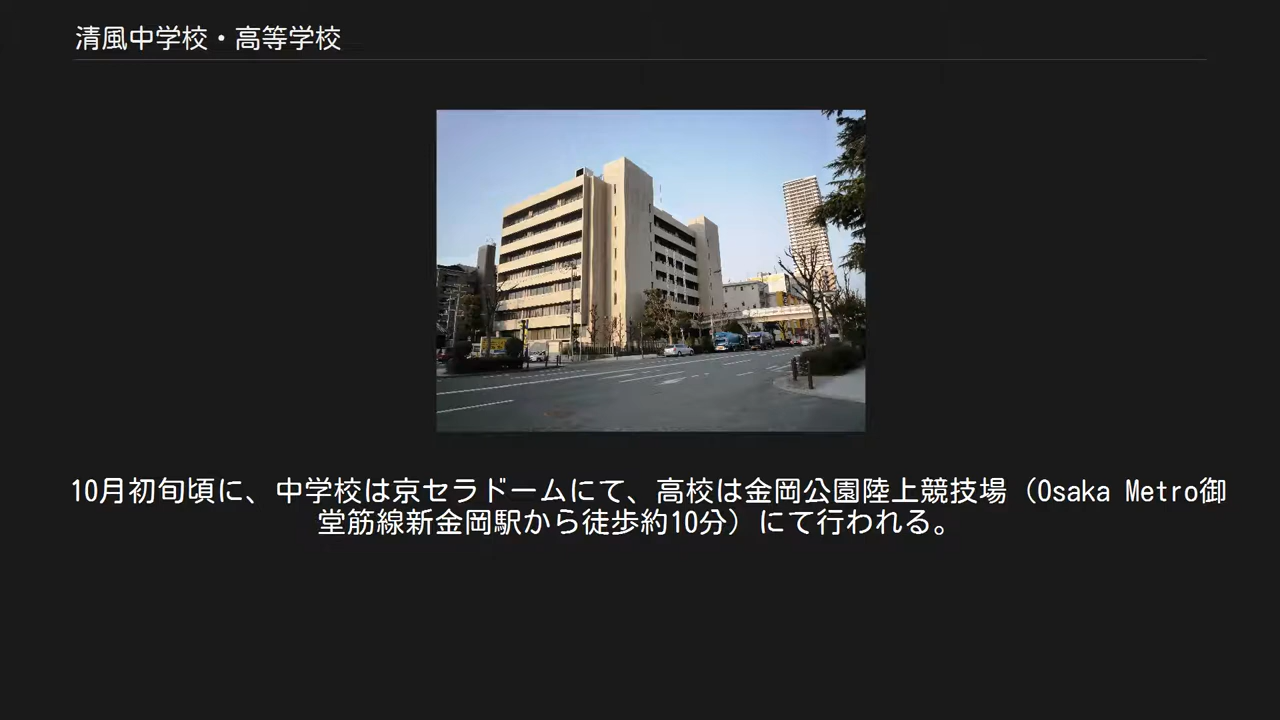 清風中学校・高等学校
10月初旬頃に、中学校は京セラドームにて、高校は金岡公園陸上競技場（Osaka Metro御
堂筋線新金岡駅から徒歩約10分）にて行われる。